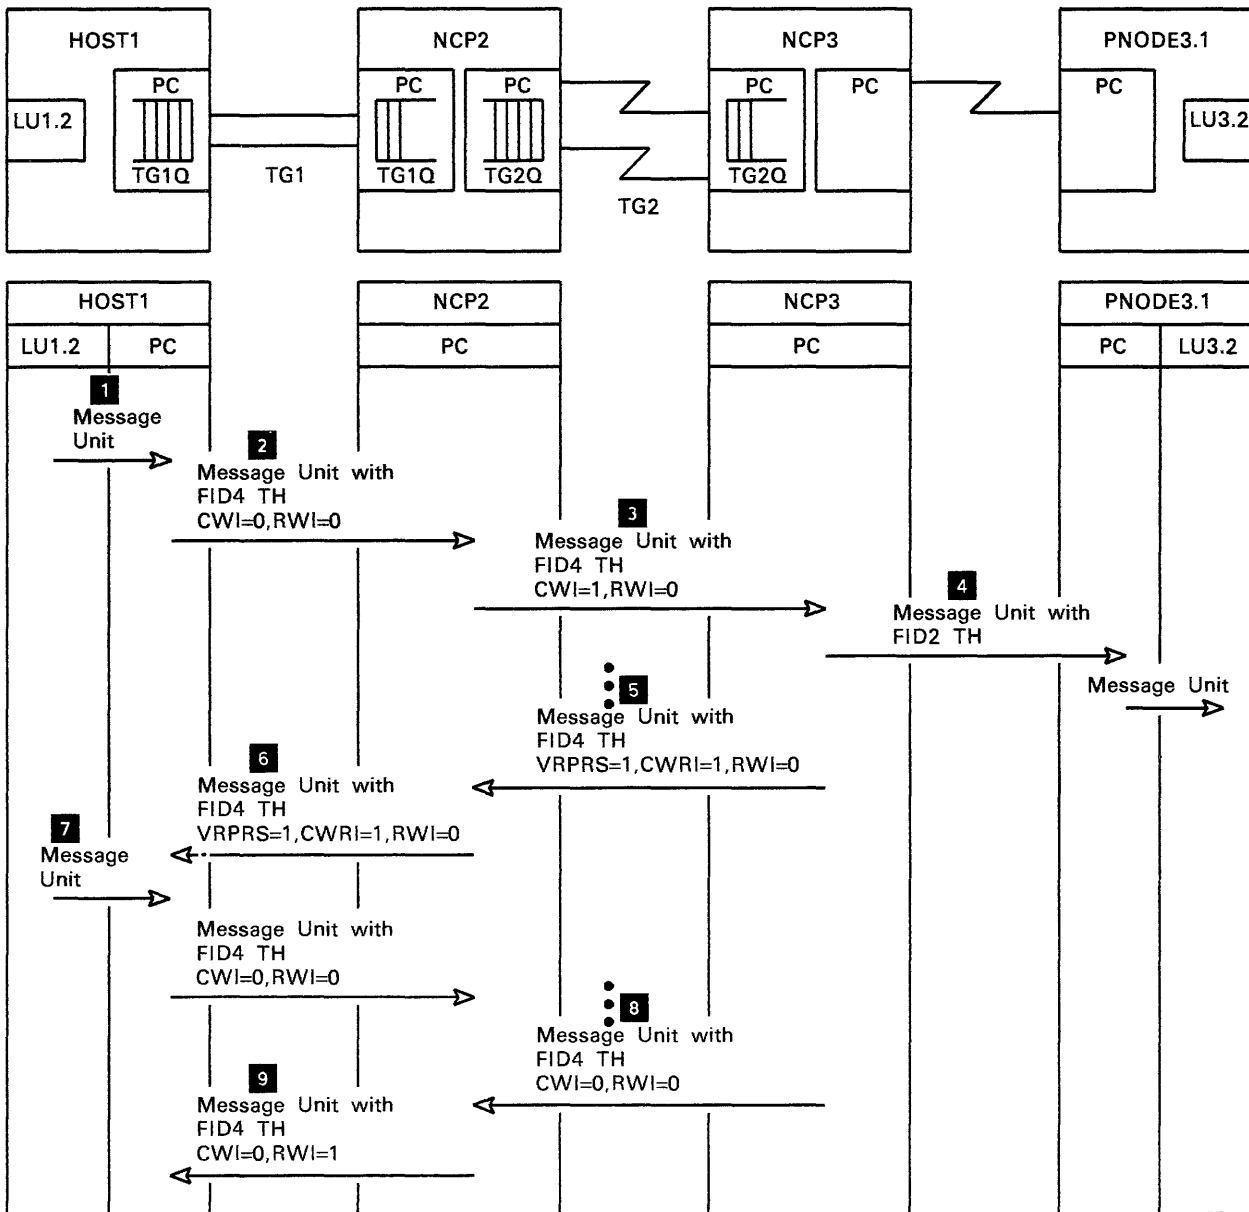 HOST1
NCP2
NCP3
PNODE3.1
PC
PC
PC
PC
PC
PC
LU1.2
LU3.2
TG1Q
TG1Q
TG2Q
TG2Q
TG1
TG2
HOST1
NCP2
NCP3
PNODE3.1
LU1.2
PC
PC
PC
PC
LU3.2
1
Message
Unit
2
Message Unit with
FID4 TH
CWI=0,RWI=0
3
Message Unit with
FID4 TH
CWI=1,RWI=0
4
Message Unit with
FID2 TH
Message Unit
5
Message Unit with
FID4 TH
VRPRS=1,CWRI=1,RWI=0
6
Message Unit with
FID4 TH
VRPRS=1,CWRI=1,RWI=0
7
Message
Unit
Message Unit with
FID4 TH
CWI=0,RWI=0
8
Message Unit with
FID4 TH
CWI=0,RWI=0
9
Message Unit with
FID4 TH
CWI=0,RWI=1